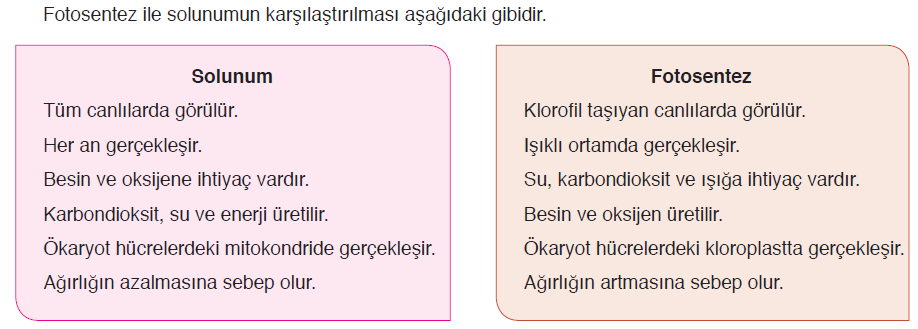 Fotosentez ile solunumun karşılaştırılması aşağıdaki gibidir.
Solunum
Tüm canlılarda görülür.
Her an gerçekleşir.
Besin ve oksijene ihtiyaç vardır.
Karbondioksit, su ve enerji üretilir.
Ökaryot hücrelerdeki mitokondride gerçekleşir.
Ağırlığın azalmasına sebep olur.
Fotosentez
Klorofil taşıyan canlılarda görülür.
Işıklı ortamda gerçekleşir.
Su, karbondioksit ve ışığa ihtiyaç vardır.
Besin ve oksijen üretilir.
Ökaryot hücrelerdeki kloroplastta gerçekleşir.
Ağırlığın artmasına sebep olur.